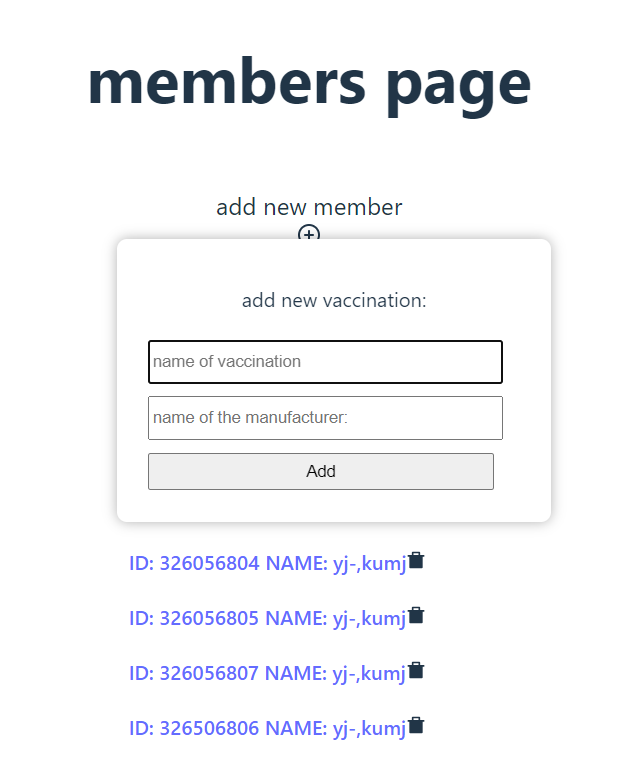 members page
add new member
add new vaccination:
name of vaccination
name of the manufacturer:
Add
ID: 326056804 NAME: yj-,kumj
ID: 326056805 NAME: yj-,kumj
ID: 326056807 NAME: yj-,kumj
ID: 326506806 NAME: yj-,kumj